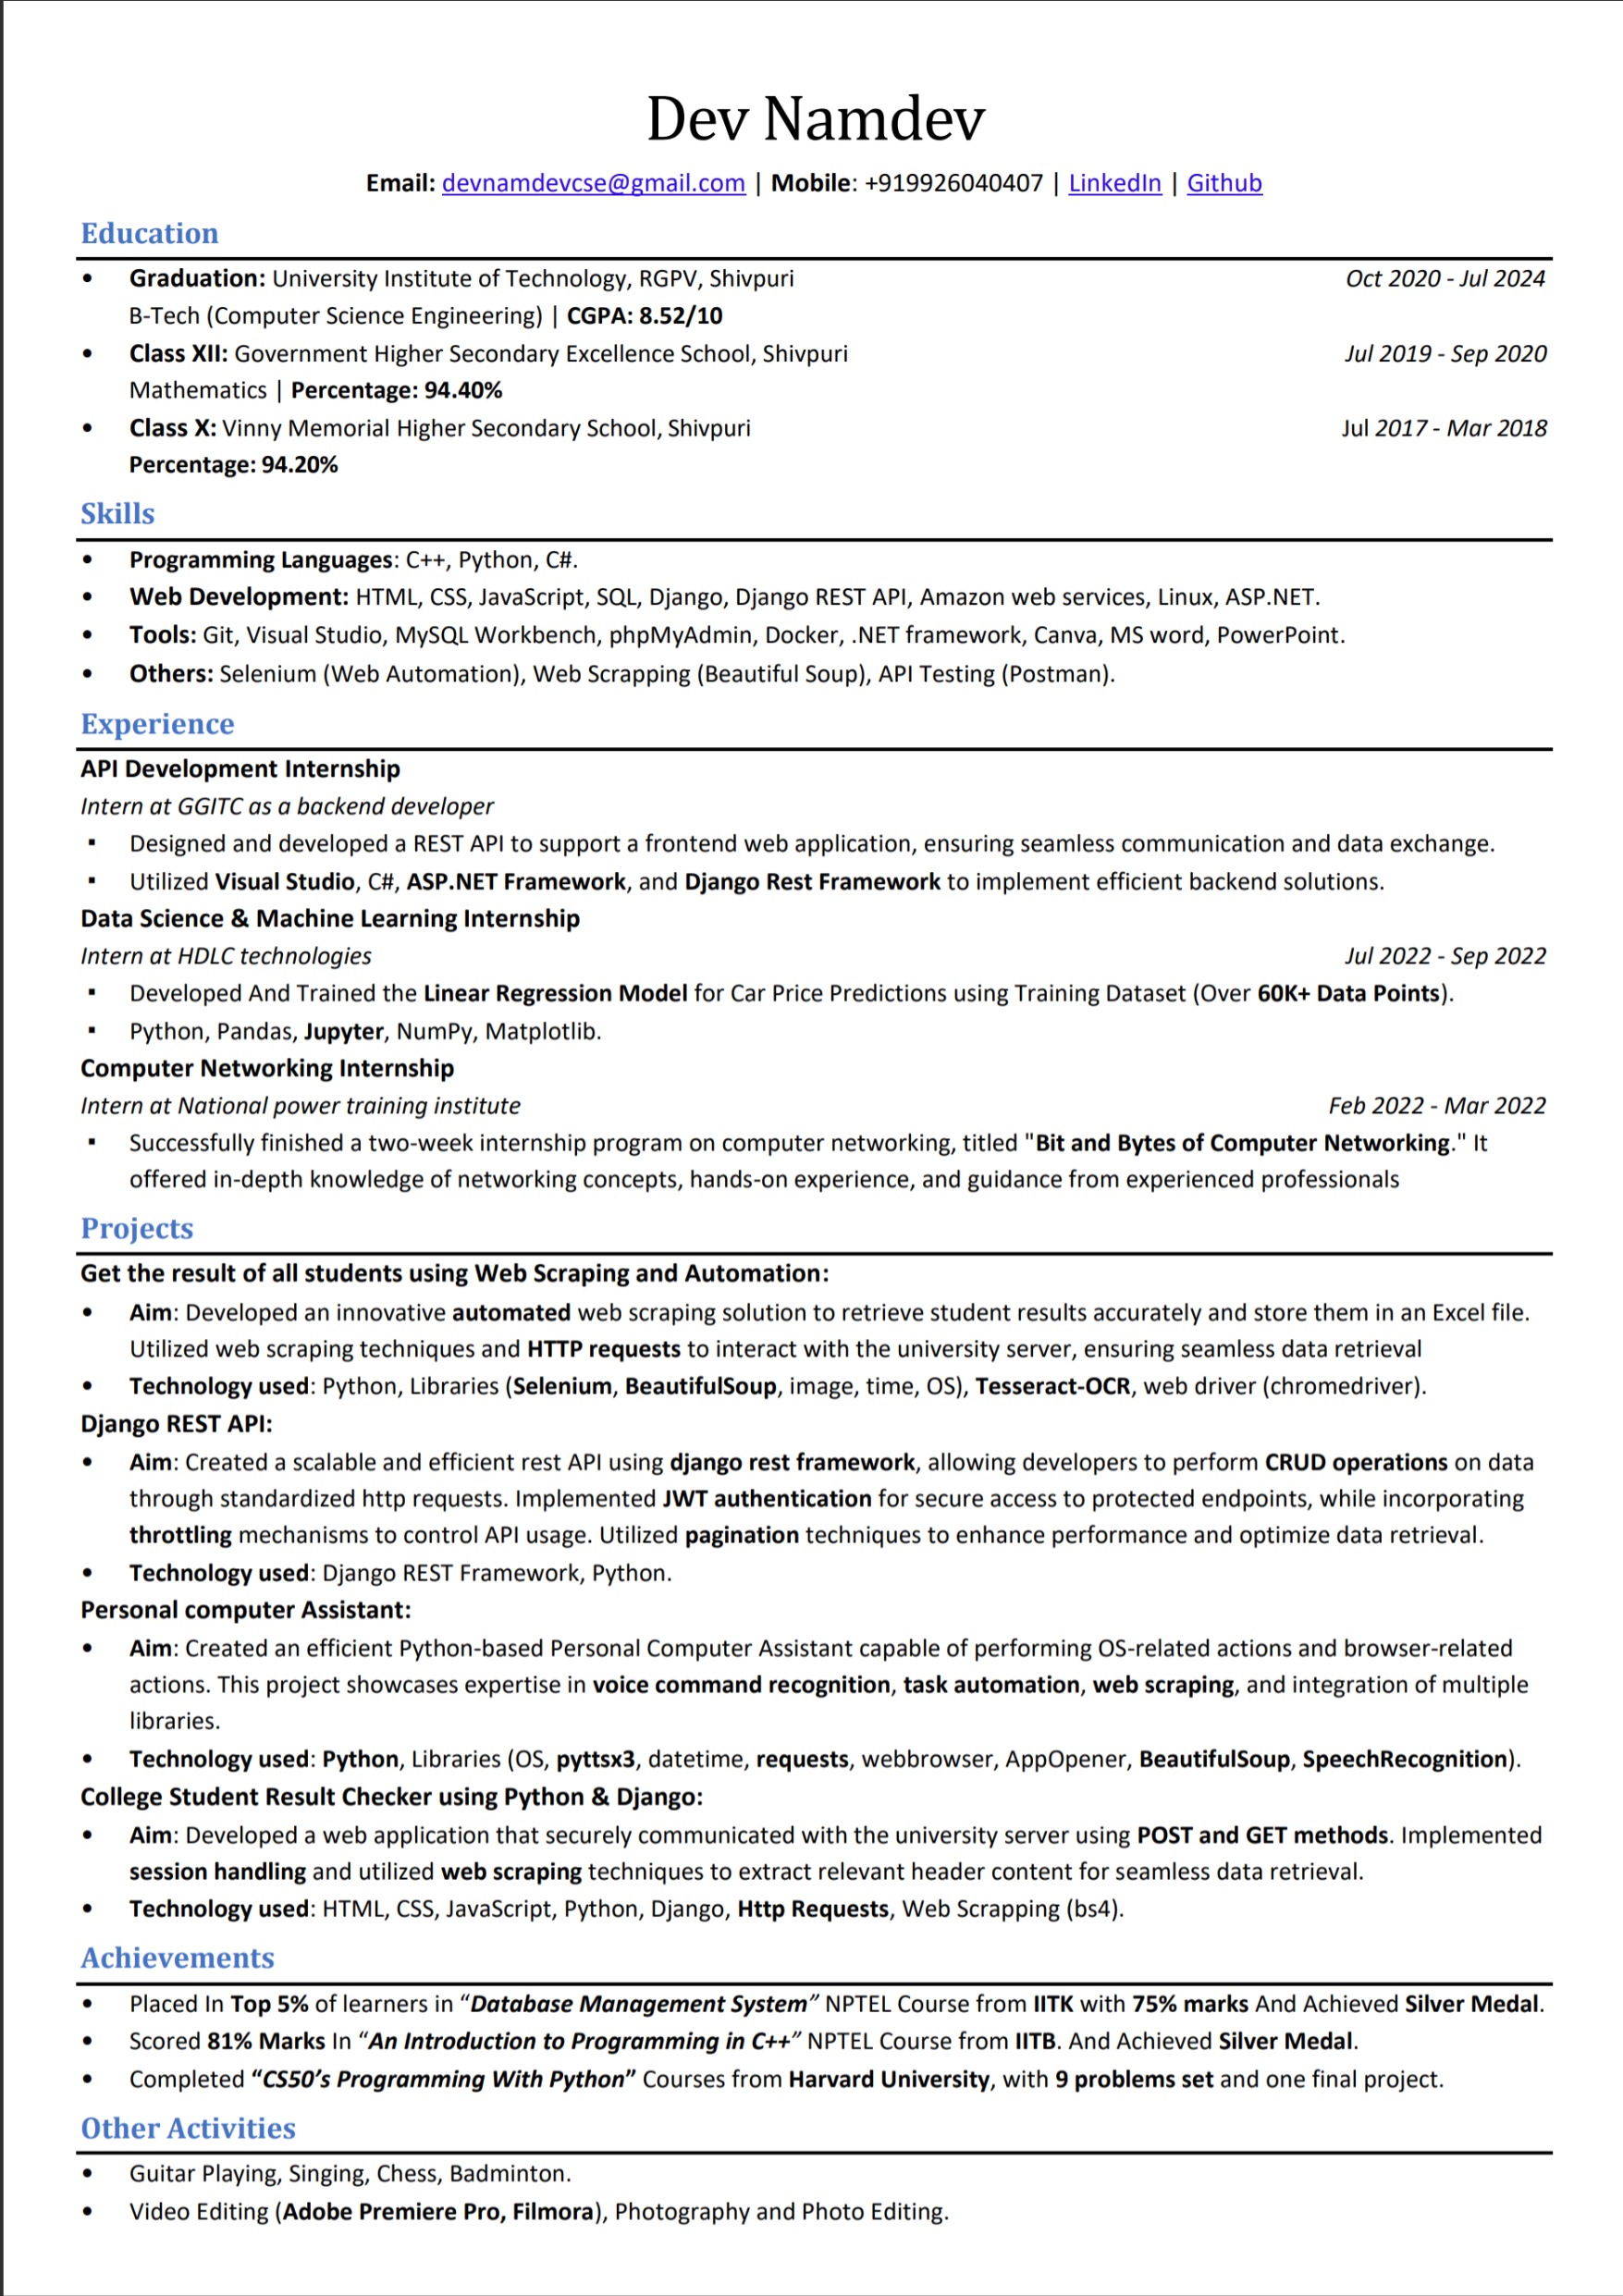 Dev Namdev
Email: devnamdevcse@gmail.com | Mobile: +919926040407 | LinkedIn | Github
Education
• Graduation: University Institute of Technology, RGPV, Shivpuri Oct 2020 - Jul 2024
B-Tech (Computer Science Engineering) | CGPA: 8.52/10
• Class XII: Government Higher Secondary Excellence School, Shivpuri Jul 2019 - Sep 2020
Mathematics | Percentage: 94.40%
• Class X: Vinny Memorial Higher Secondary School, Shivpuri Jul 2017 - Mar 2018
Percentage: 94.20%
Skills
• Programming Languages: C++, Python, C#.
• Web Development: HTML, CSS, JavaScript, SQL, Django, Django REST API, Amazon web services, Linux, ASP.NET.
• Tools: Git, Visual Studio, MySQL Workbench, phpMyAdmin, Docker, .NET framework, Canva, MS word, PowerPoint.
• Others: Selenium (Web Automation), Web Scrapping (Beautiful Soup), API Testing (Postman).
Experience
API Development Internship
Intern at GGITC as a backend developer
▪ Designed and developed a REST API to support a frontend web application, ensuring seamless communication and data exchange.
▪ Utilized Visual Studio, C#, ASP.NET Framework, and Django Rest Framework to implement efficient backend solutions.
Data Science & Machine Learning Internship
Intern at HDLC technologies Jul 2022 - Sep 2022
▪ Developed And Trained the Linear Regression Model for Car Price Predictions using Training Dataset (Over 60K+ Data Points).
▪ Python, Pandas, Jupyter, NumPy, Matplotlib.
Computer Networking Internship
Intern at National power training institute Feb 2022 - Mar 2022
▪ Successfully finished a two-week internship program on computer networking, titled "Bit and Bytes of Computer Networking." It
offered in-depth knowledge of networking concepts, hands-on experience, and guidance from experienced professionals
Projects
Get the result of all students using Web Scraping and Automation:
• Aim: Developed an innovative automated web scraping solution to retrieve student results accurately and store them in an Excel file.
Utilized web scraping techniques and HTTP requests to interact with the university server, ensuring seamless data retrieval
• Technology used: Python, Libraries (Selenium, BeautifulSoup, image, time, OS), Tesseract-OCR, web driver (chromedriver).
Django REST API:
• Aim: Created a scalable and efficient rest API using django rest framework, allowing developers to perform CRUD operations on data
through standardized http requests. Implemented JWT authentication for secure access to protected endpoints, while incorporating
throttling mechanisms to control API usage. Utilized pagination techniques to enhance performance and optimize data retrieval.
• Technology used: Django REST Framework, Python.
Personal computer Assistant:
• Aim: Created an efficient Python-based Personal Computer Assistant capable of performing OS-related actions and browser-related
actions. This project showcases expertise in voice command recognition, task automation, web scraping, and integration of multiple
libraries.
• Technology used: Python, Libraries (OS, pyttsx3, datetime, requests, webbrowser, AppOpener, BeautifulSoup, SpeechRecognition).
College Student Result Checker using Python & Django:
• Aim: Developed a web application that securely communicated with the university server using POST and GET methods. Implemented
session handling and utilized web scraping techniques to extract relevant header content for seamless data retrieval.
• Technology used: HTML, CSS, JavaScript, Python, Django, Http Requests, Web Scrapping (bs4).
Achievements
• Placed In Top 5% of learners in “Database Management System” NPTEL Course from IITK with 75% marks And Achieved Silver Medal.
• Scored 81% Marks In “An Introduction to Programming in C++” NPTEL Course from IITB. And Achieved Silver Medal.
• Completed “CS50’s Programming With Python” Courses from Harvard University, with 9 problems set and one final project.
Other Activities
• Guitar Playing, Singing, Chess, Badminton.
• Video Editing (Adobe Premiere Pro, Filmora), Photography and Photo Editing.